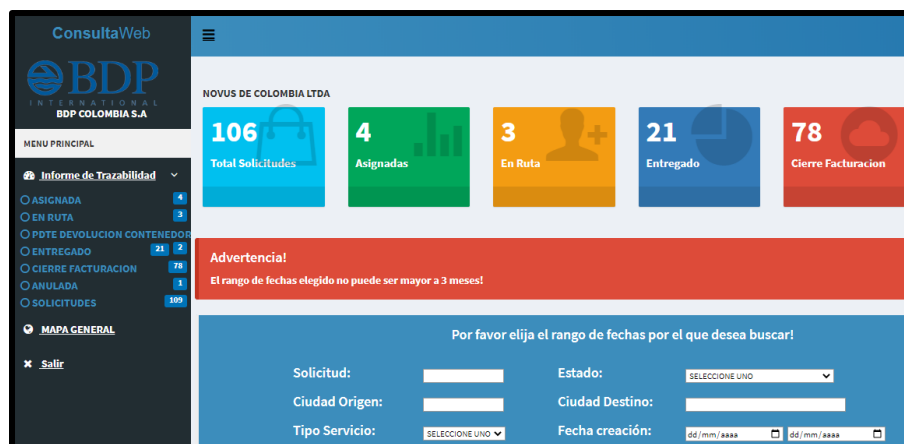 ConsultaWeb
BDP
INTERNATIONAL
BDP COLOMBIA S.A
MENU PRINCIPAL
Informe de Trazabilidad
ASIGNADA 4
EN RUTA 3
PDTE DEVOLUCION CONTENEDOR
ENTREGADO 21 2
CIERRE FACTURACION 78
ANULADA 1
SOLICITUDES 109
MAPA GENERAL
Salir
NOVUS DE COLOMBIA LTDA
106
Total Solicitudes
4
Asignadas
3
En Ruta
21
Entregado
78
Cierre Facturacion
Advertencia!
El rango de fechas elegido no puede ser mayor a 3 meses!
Por favor elija el rango de fechas por el que desea buscar!
Solicitud: Estado: SELECCIONE UNO
Ciudad Origen: Ciudad Destino:
Tipo Servicio: SELECCIONE UNO Fecha creación: dd/mm/aaaa dd/mm/aaaa